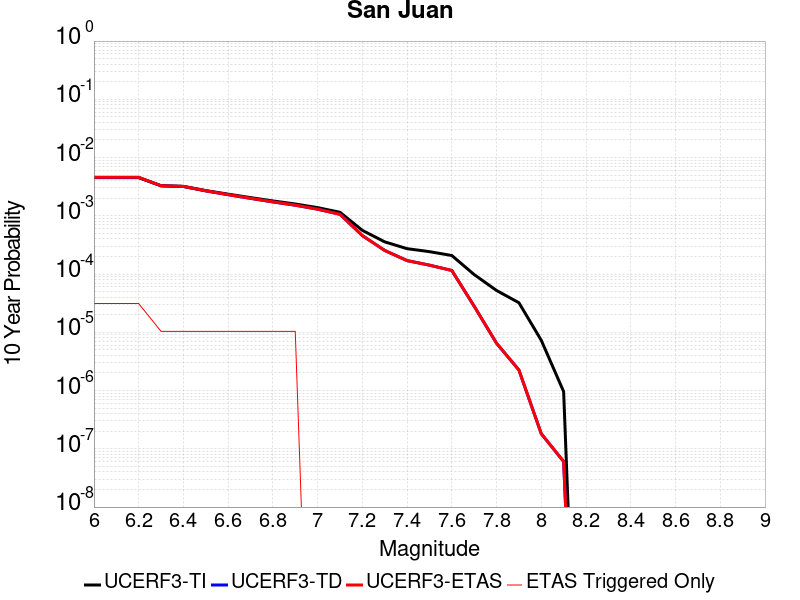 San Juan
10 0
10 -1
10 -2
10 -3
10 -4
10 -5
10 -6
10 -7
10 -8
10 Year Probability
6 6.2 6.4 6.6 6.8 7 7.2 7.4 7.6 7.8 8 8.2 8.4 8.6 8.8 9
Magnitude
UCERF3-TI UCERF3-TD UCERF3-ETAS ETAS Triggered Only